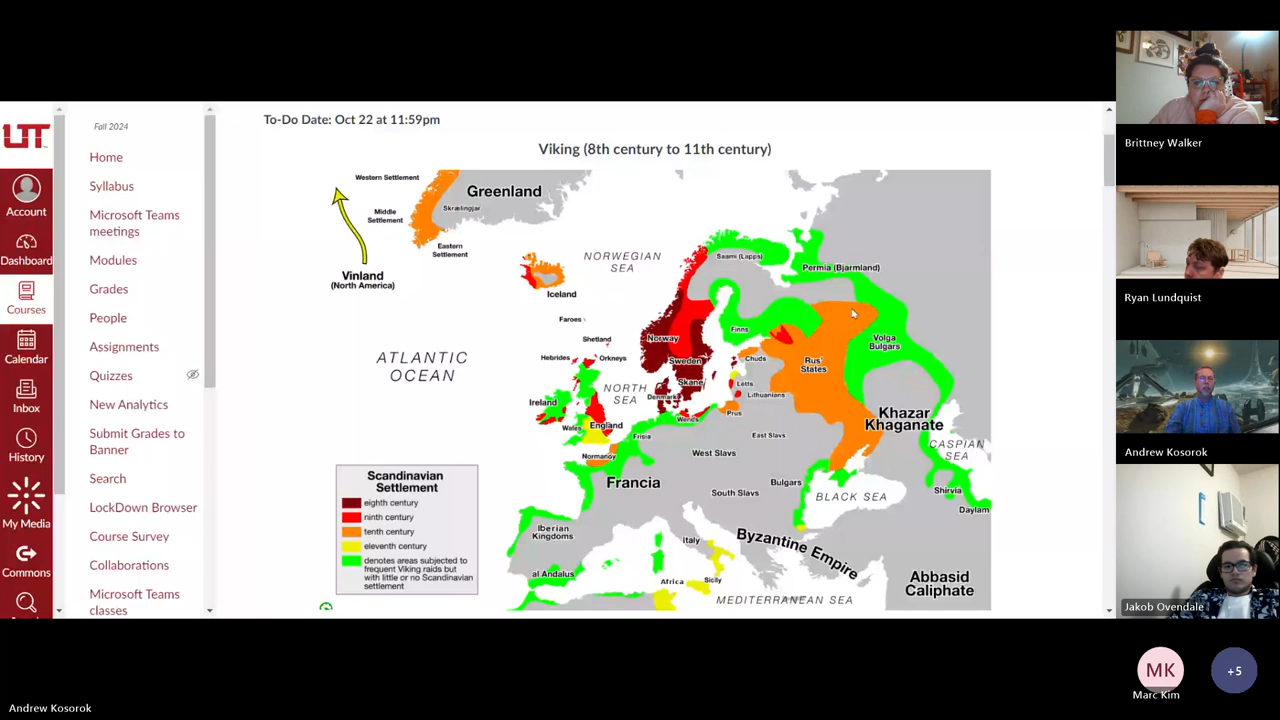 UT
Account
Dashboard
Courses
Calendar
Inbox
History
My Media
Commons
Fall 2024
Home
Syllabus
Microsoft Teams
meetings
Modules
Grades
People
Assignments
Quizzes
New Analytics
Submit Grades to
Banner
Search
LockDown Browser
Course Survey
Collaborations
Microsoft Teams
classes
To-Do Date: Oct 22 at 11:59pm
Viking (8th century to 11th century)
Western Settlement
Greenland
Skrælingjar
Middle
Settlement
Eastern
Settlement
Vinland
(North America)
NORWEGIAN
SEA
Iceland
Saami (Lapps)
Permia (Bjarmland)
Faroes
Shetland
Hebrides
Orkneys
Norway
Finns
Volga
Bulgars
ATLANTIC
OCEAN
NORTH
SEA
Sweden
Skane
Denmark
Chuds
Rus'
States
Letts
Lithuanians
Ireland
Wales
England
Wends
Prus
Khazar
Khaganate
Frisia
East Slavs
CASPIAN
SEA
Normandy
West Slavs
Francia
Bulgars
South Slavs
BLACK SEA
Shirvia
Daylam
Iberian
Kingdoms
Italy
Byzantine Empire
al Andalus
Africa
Sicily
Abbasid
Caliphate
MEDITERRANEAN SEA
Scandinavian
Settlement
eighth century
ninth century
tenth century
eleventh century
denotes areas subjected to
frequent Viking raids but
with little or no Scandinavian
settlement
Brittney Walker
Ryan Lundquist
Andrew Kosorok
Jakob Ovendale
MK
Marc Kim
+5
Andrew Kosorok